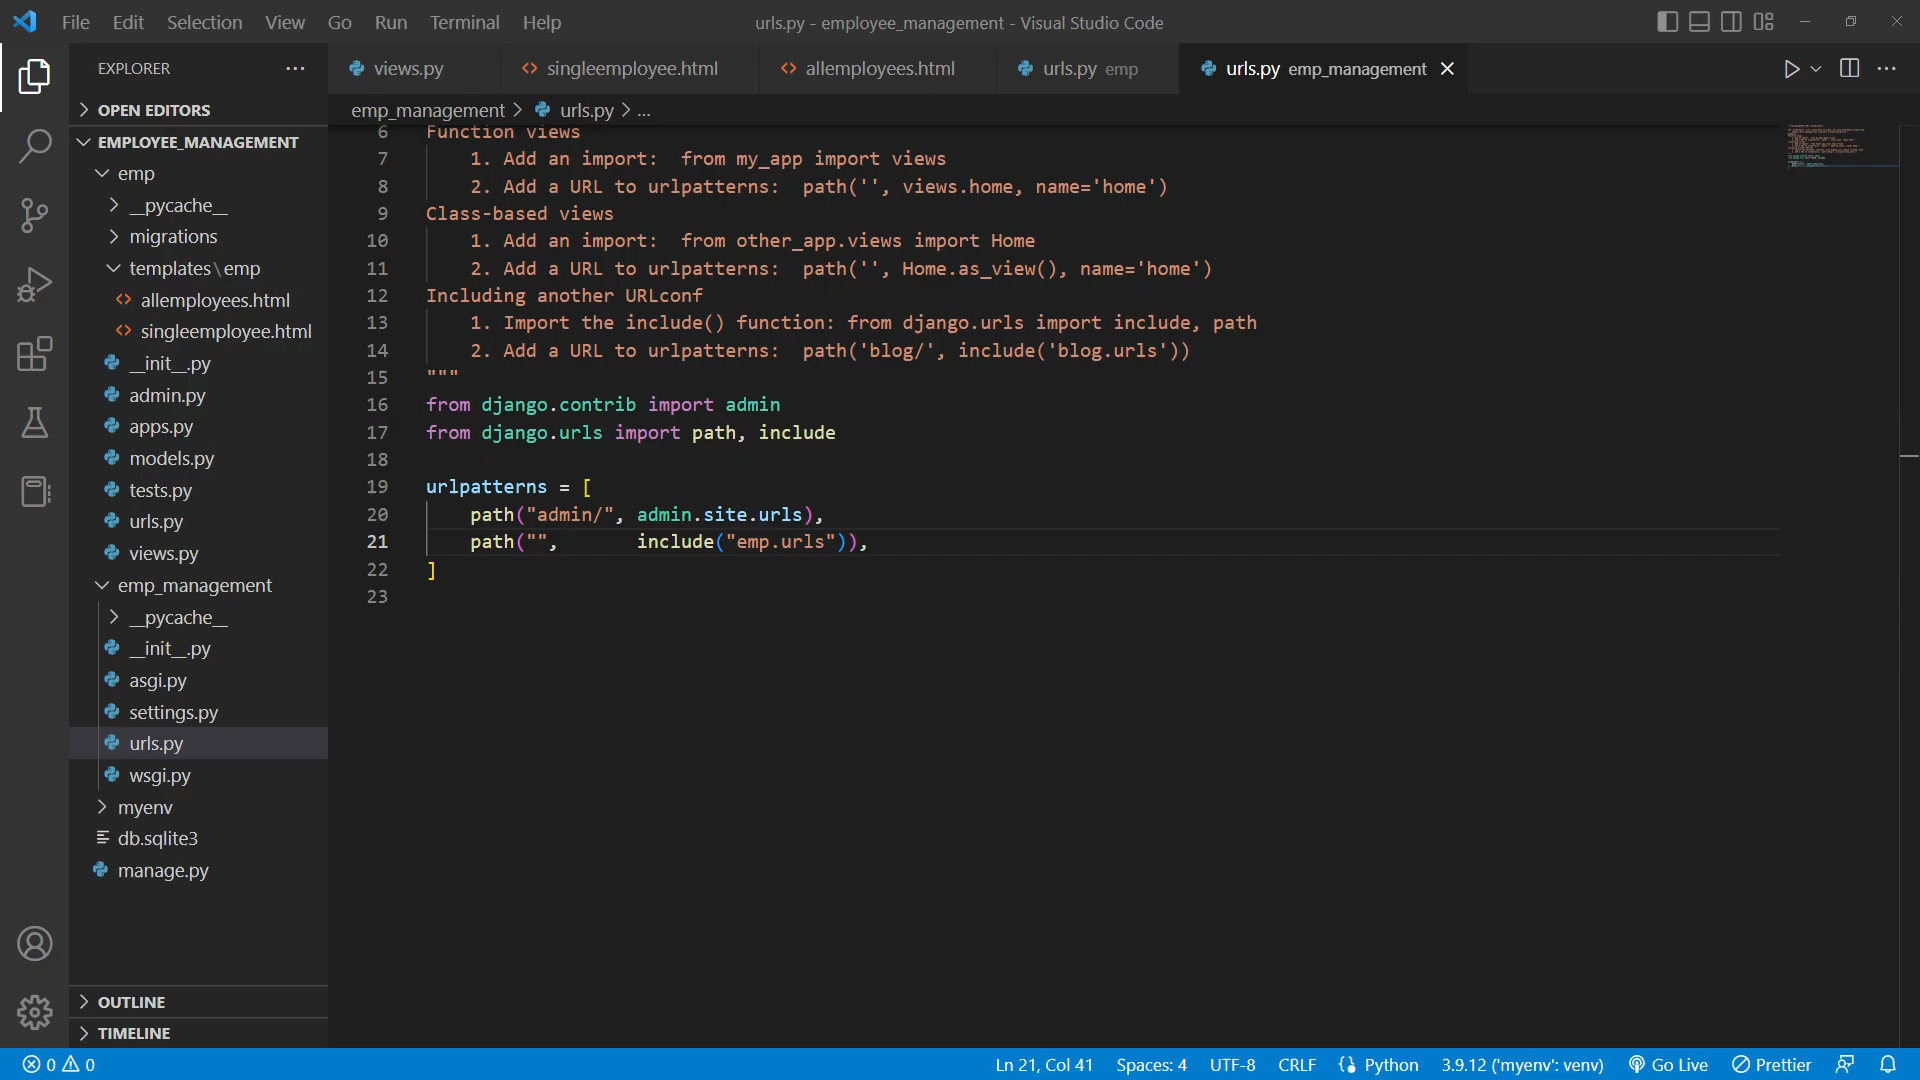 File Edit Selection View Go Run Terminal Help
urls.py - employee_management - Visual Studio Code
EXPLORER
OPEN EDITORS
EMPLOYEE_MANAGEMENT
emp
__pycache__
migrations
templates\emp
allemployees.html
singleemployee.html
__init__.py
admin.py
apps.py
models.py
tests.py
urls.py
views.py
emp_management
__pycache__
__init__.py
asgi.py
settings.py
urls.py
wsgi.py
myenv
db.sqlite3
manage.py
OUTLINE
TIMELINE
views.py singleemployee.html allemployees.html urls.py emp urls.py emp_management
emp_management > urls.py > ...
6 Function views
7 1. Add an import:  from my_app import views
8 2. Add a URL to urlpatterns:  path('', views.home, name='home')
9 Class-based views
10 1. Add an import:  from other_app.views import Home
11 2. Add a URL to urlpatterns:  path('', Home.as_view(), name='home')
12 Including another URLconf
13 1. Import the include() function: from django.urls import include, path
14 2. Add a URL to urlpatterns:  path('blog/', include('blog.urls'))
15 """
16 from django.contrib import admin
17 from django.urls import path, include
18
19 urlpatterns = [
20 path("admin/", admin.site.urls),
21 path("",       include("emp.urls")),
22 ]
23
0 0 Ln 21, Col 41 Spaces: 4 UTF-8 CRLF Python 3.9.12 ('myenv': venv) Go Live Prettier